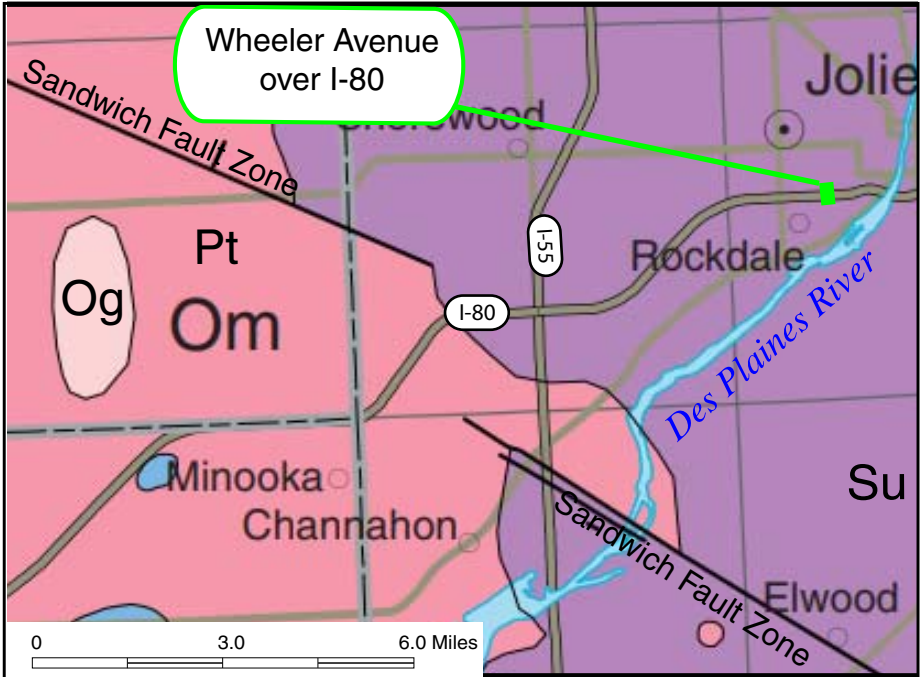 Wheeler Avenue
over I-80
Jolie
Shorewood
Sandwich Fault Zone
I-55
Rockdale
Pt
Og
Om
I-80
Des Plaines River
Minooka
Su
Channahon
Sandwich Fault Zone
Elwood
0 3.0 6.0 Miles